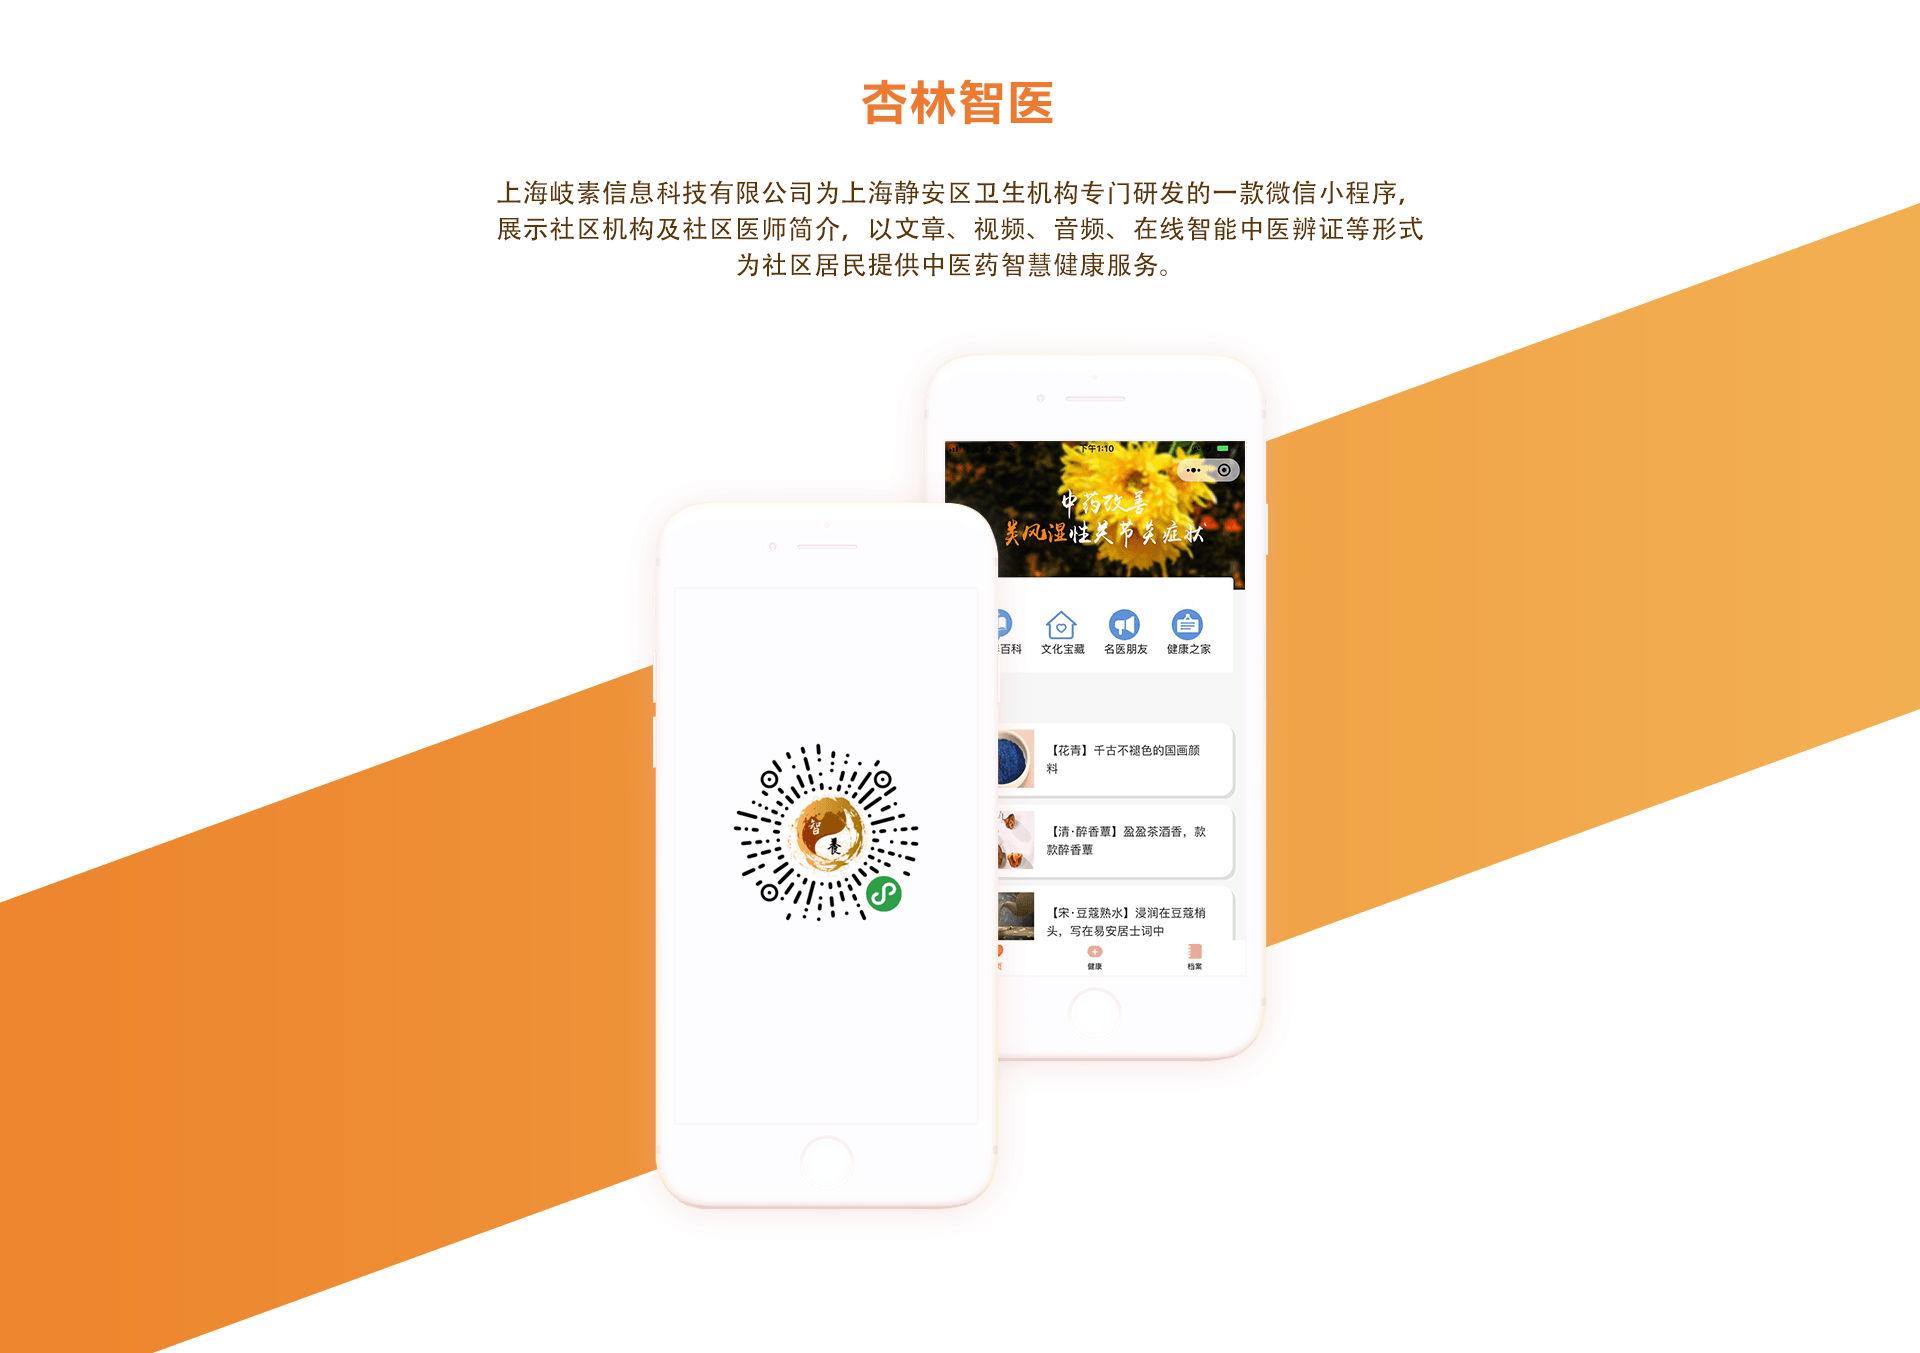 杏林智医
上海岐素信息科技有限公司为上海静安区卫生机构专门研发的一款微信小程序，
展示社区机构及社区医师简介，以文章、视频、音频、在线智能中医辨证等形式
为社区居民提供中医药智慧健康服务。
下午1:10
中药改善
类风湿性关节炎症状
百科
文化宝藏
名医朋友
健康之家
【花青】千古不褪色的国画颜
料
【清·醉香蕈】盈盈茶酒香，款
款醉香蕈
【宋·豆蔻熟水】浸润在豆蔻梢
头，写在易安居士词中
页
健康
档案
智
養